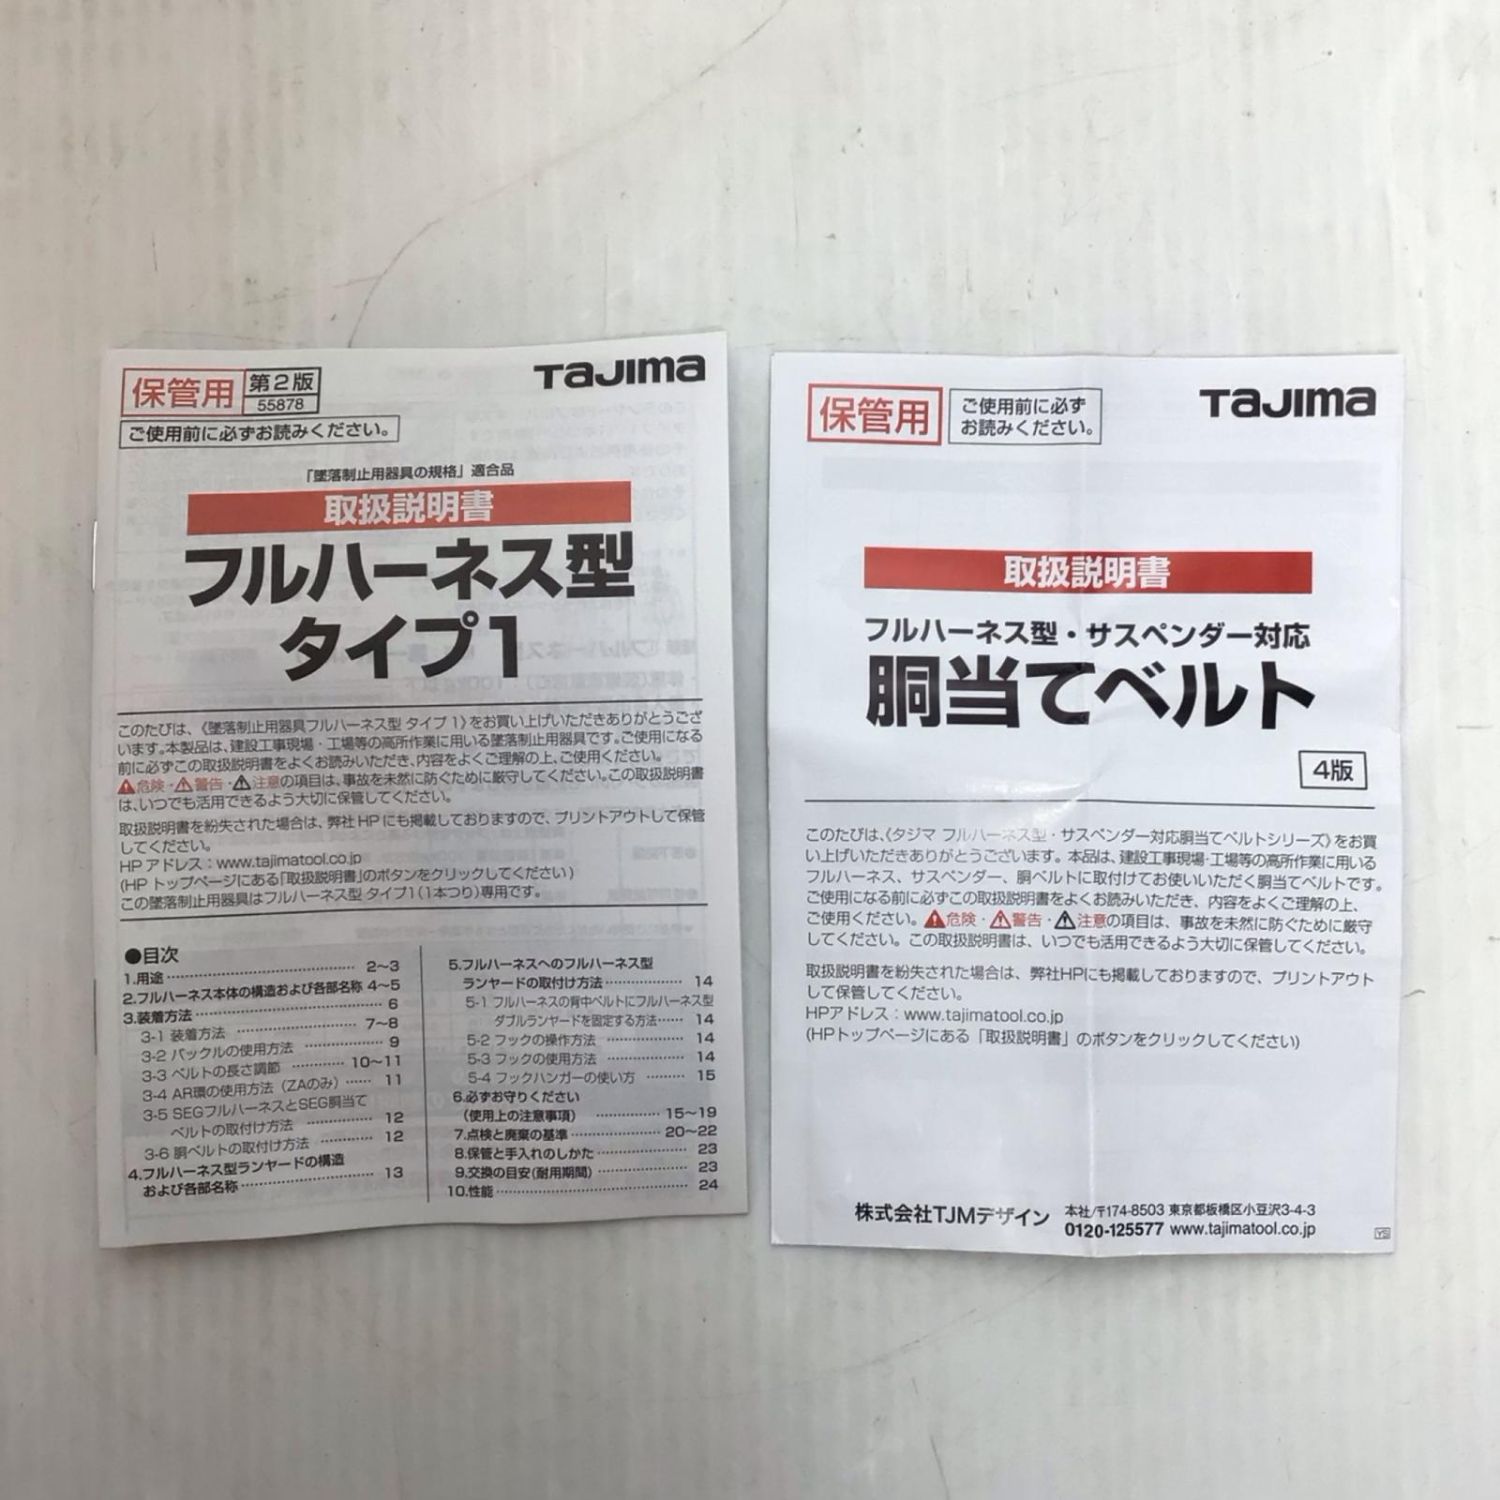 保管用
第2版
55878
TAJIMA
ご使用前に必ずお読みください。
「墜落制止用器具の規格」適合品
取扱説明書
フルハーネス型
タイプ1
このたびは、《墜落制止用器具フルハーネス型 タイプ1》をお買い上げいただきありがとうござ
います。本製品は、建設工事現場・工場等の高所作業に用いる墜落制止用器具です。ご使用になる
前に必ずこの取扱説明書をよくお読みいただき、内容をよくご理解の上、ご使用ください。
危険・警告・注意の項目は、事故を未然に防ぐために厳守してください。この取扱説明書
は、いつでも活用できるよう大切に保管してください。
取扱説明書を紛失された場合は、弊社HPにも掲載しておりますので、プリントアウトして保管
してください。
HPアドレス：www.tajimatool.co.jp
(HPトップページにある「取扱説明書」のボタンをクリックしてください)
この墜落制止用器具はフルハーネス型 タイプ1(1本つり)専用です。
●目次
1.用途 2〜3
2.フルハーネス本体の構造および各部名称 4〜5
3.装着方法 6
3-1 装着方法 7〜8
3-2 バックルの使用方法 9
3-3 ベルトの長さ調節 10〜11
3-4 AR環の使用方法（ZAのみ） 11
3-5 SEGフルハーネスとSEG胴当て
ベルトの取付け方法 12
3-6 胴ベルトの取付け方法 12
4.フルハーネス型ランヤードの構造
および各部名称 13
5.フルハーネスへのフルハーネス型
ランヤードの取付け方法 14
5-1 フルハーネスの背中ベルトにフルハーネス型
ダブルランヤードを固定する方法 14
5-2 フックの操作方法 14
5-3 フックの使用方法 14
5-4 フックハンガーの使い方 15
6.必ずお守りください
（使用上の注意事項） 15〜19
7.点検と廃棄の基準 20〜22
8.保管と手入れのしかた 23
9.交換の目安(耐用期間) 23
10.性能 24
保管用
ご使用前に必ず
お読みください。
TAJIMA
取扱説明書
フルハーネス型・サスペンダー対応
胴当てベルト
4版
このたびは、《タジマ フルハーネス型・サスペンダー対応胴当てベルトシリーズ》をお買
い上げいただきありがとうございます。本品は、建設工事現場・工場等の高所作業に用いる
フルハーネス、サスペンダー、胴ベルトに取付けてお使いいただく胴当てベルトです。
ご使用になる前に必ずこの取扱説明書をよくお読みいただき、内容をよくご理解の上、
ご使用ください。危険・警告・注意の項目は、事故を未然に防ぐために厳守
してください。この取扱説明書は、いつでも活用できるよう大切に保管してください。
取扱説明書を紛失された場合は、弊社HPにも掲載しておりますので、プリントアウト
して保管してください。
HPアドレス：www.tajimatool.co.jp
(HPトップページにある「取扱説明書」のボタンをクリックしてください)
株式会社TJMデザイン
本社/〒174-8503 東京都板橋区小豆沢3-4-3
0120-125577 www.tajimatool.co.jp
YS